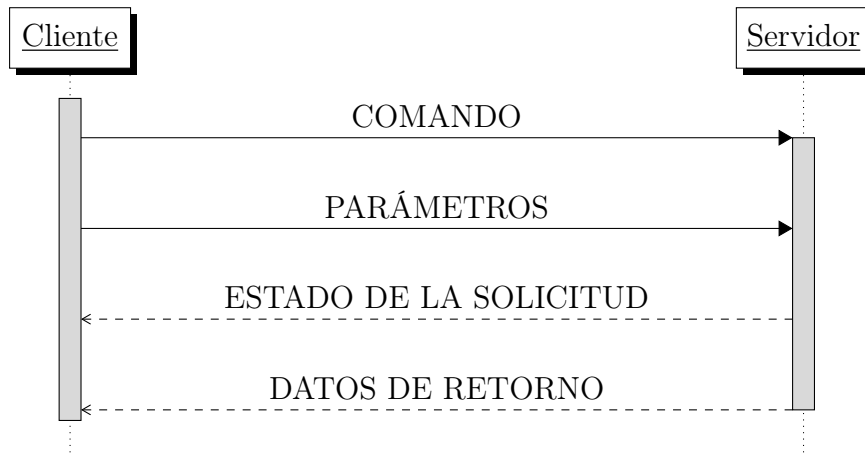 Cliente
Servidor
COMANDO
PARÁMETROS
ESTADO DE LA SOLICITUD
DATOS DE RETORNO